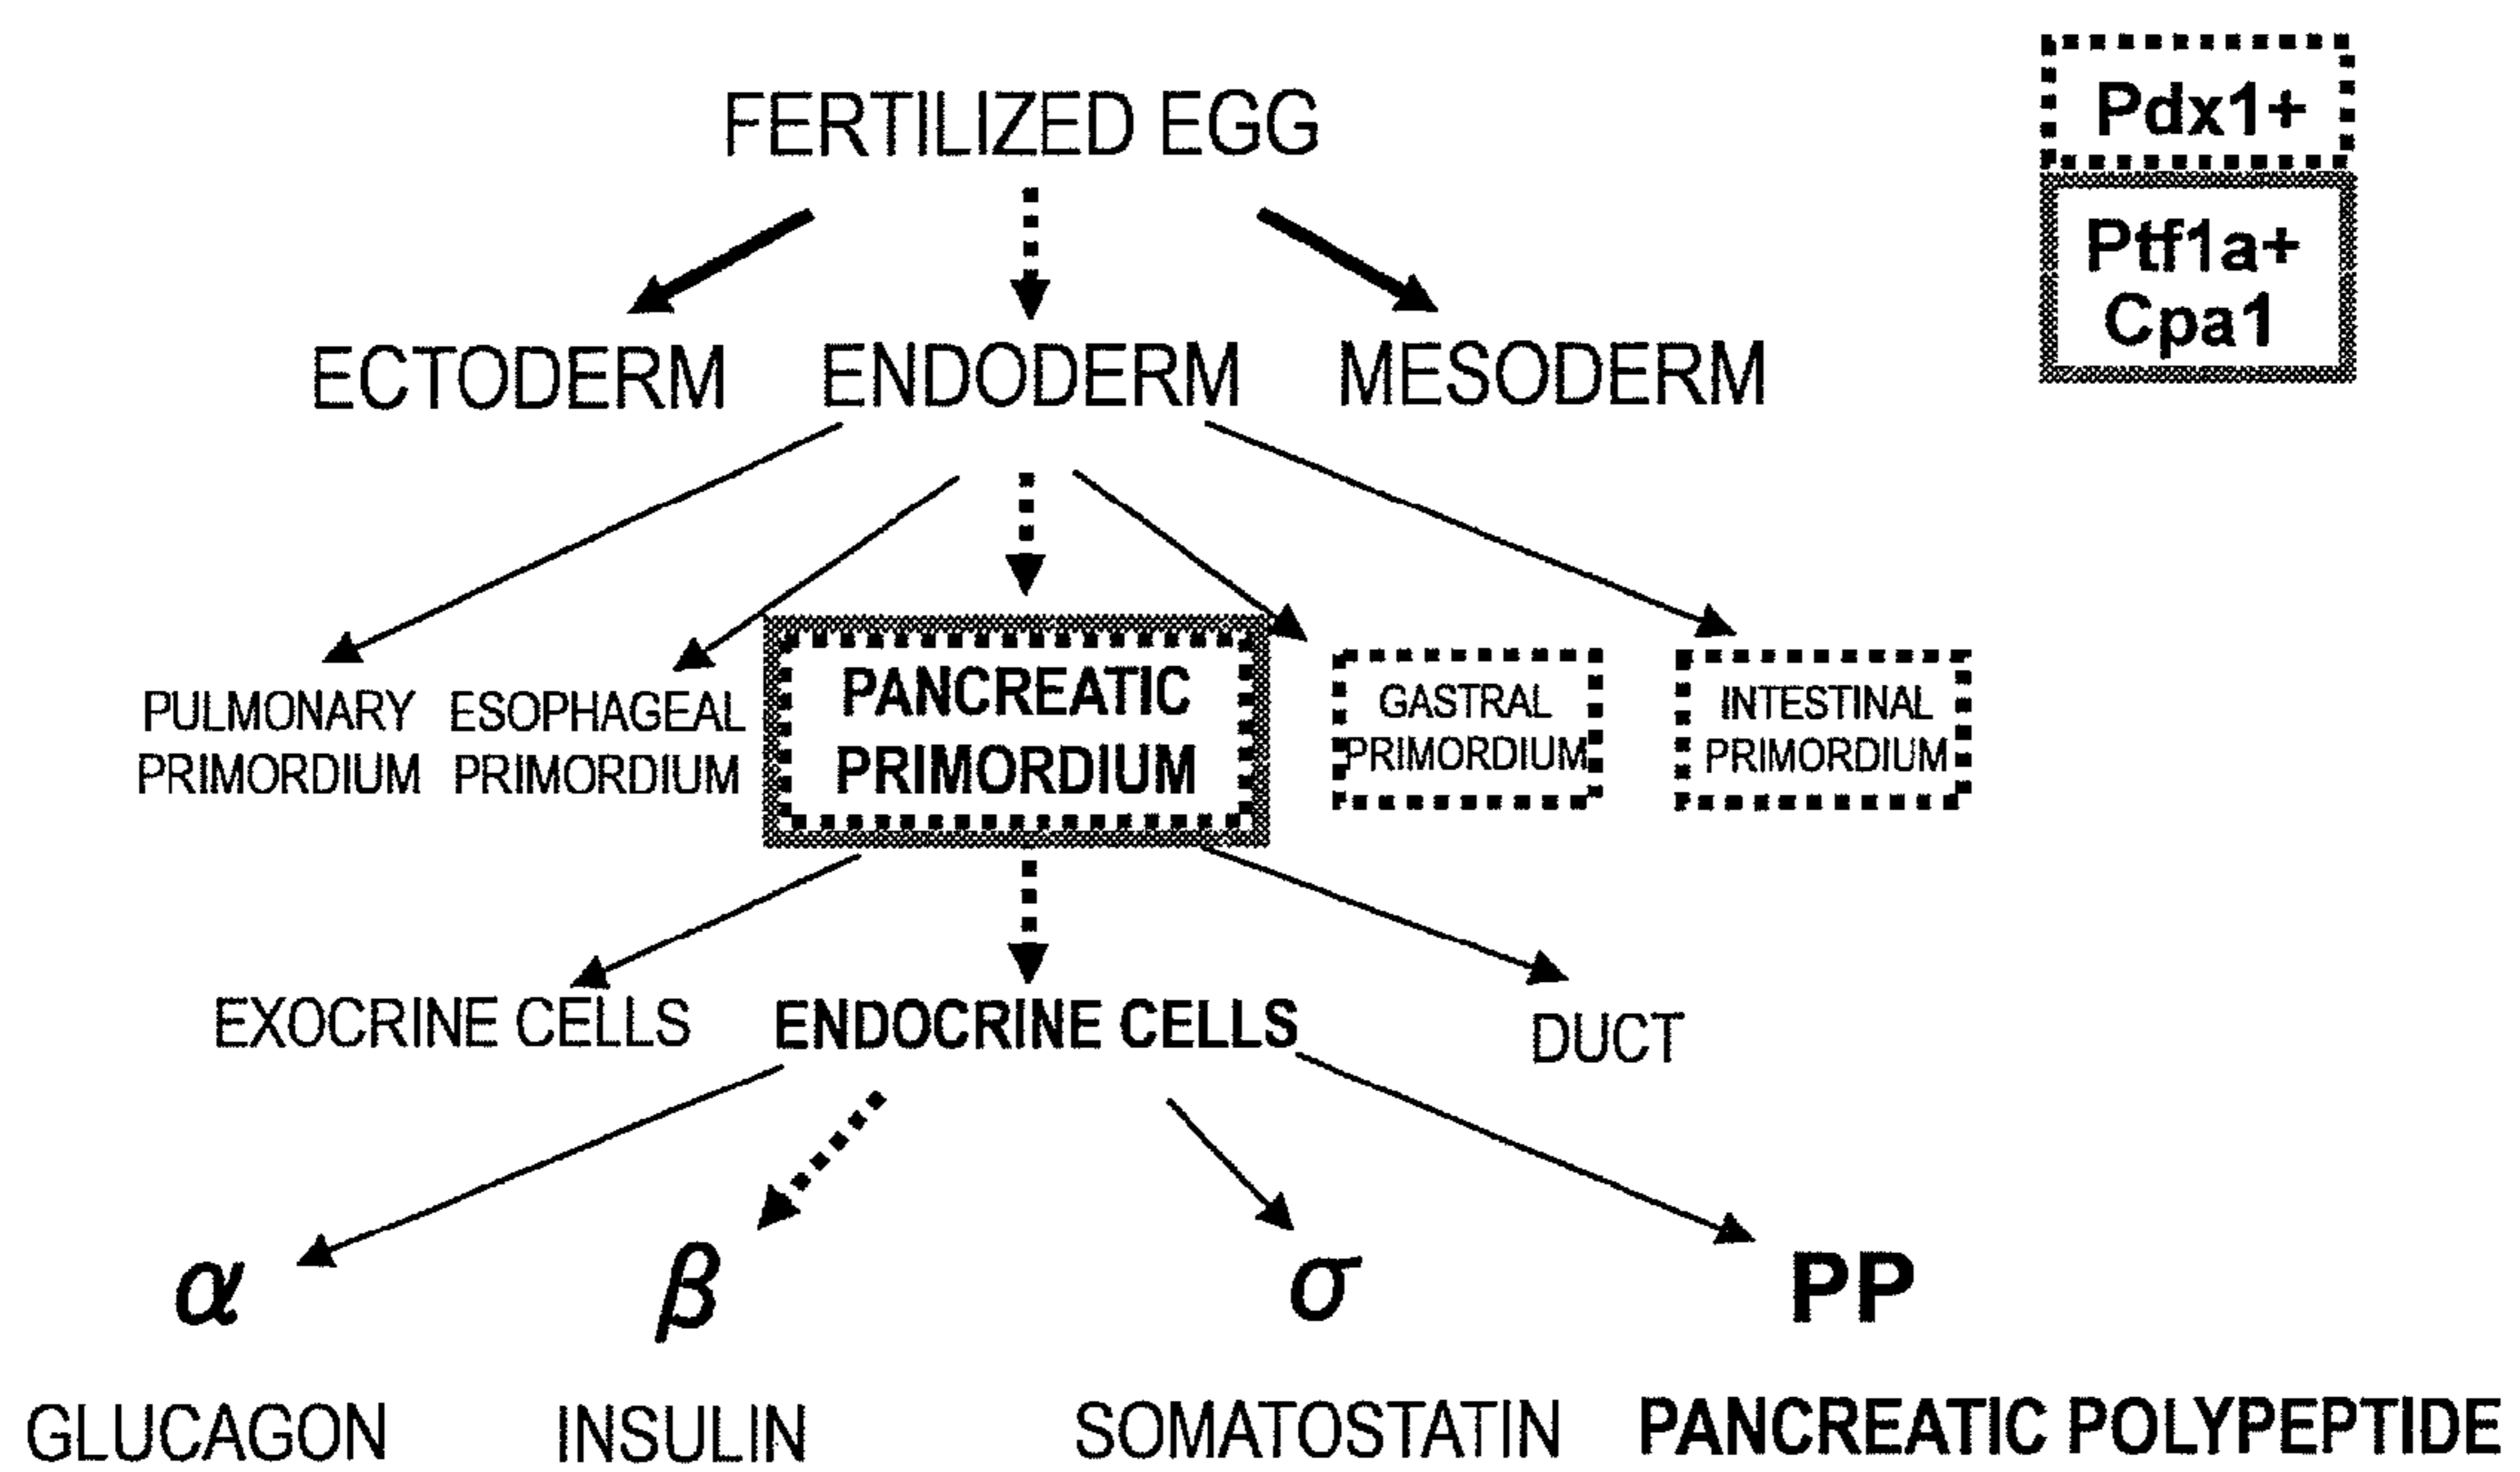 FERTILIZED EGG
Pdx1+
Ptf1a+
Cpa1
ECTODERM ENDODERM MESODERM
PULMONARY
PRIMORDIUM
ESOPHAGEAL
PRIMORDIUM
PANCREATIC
PRIMORDIUM
GASTRAL
PRIMORDIUM
INTESTINAL
PRIMORDIUM
EXOCRINE CELLS ENDOCRINE CELLS DUCT
α β σ PP
GLUCAGON INSULIN SOMATOSTATIN PANCREATIC POLYPEPTIDE